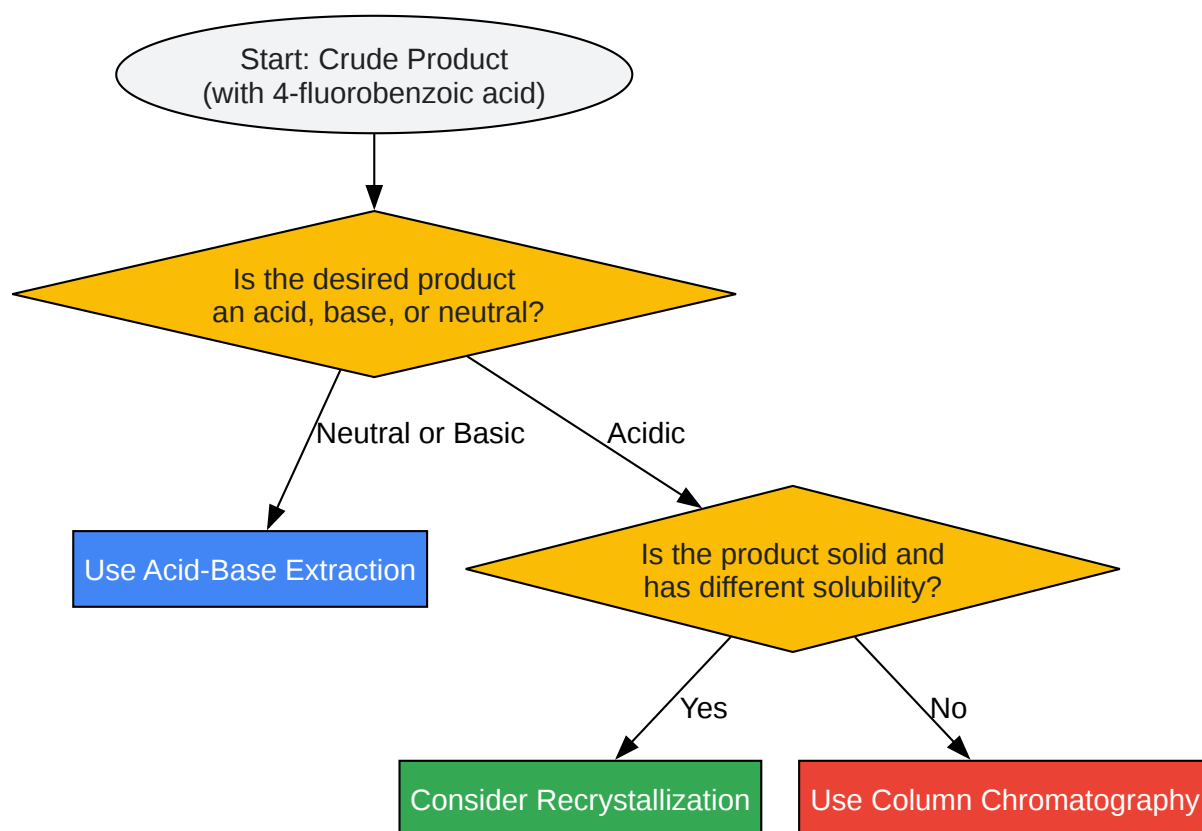 Start: Crude Product
(with 4-fluorobenzoic acid)
Is the desired product
an acid, base, or neutral?
Neutral or Basic
Acidic
Use Acid-Base Extraction
Is the product solid and
has different solubility?
Yes
No
Consider Recrystallization
Use Column Chromatography